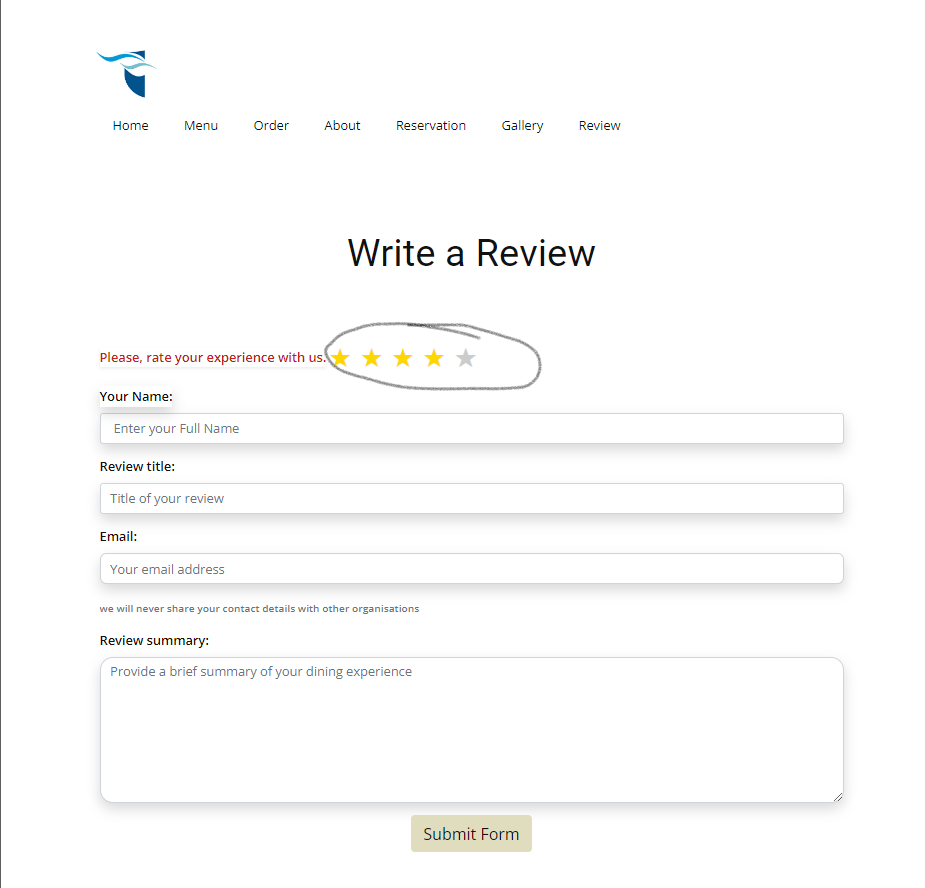 Home Menu Order About Reservation Gallery Review
Write a Review
Please, rate your experience with us.
Your Name:
Enter your Full Name
Review title:
Title of your review
Email:
Your email address
we will never share your contact details with other organisations
Review summary:
Provide a brief summary of your dining experience
Submit Form